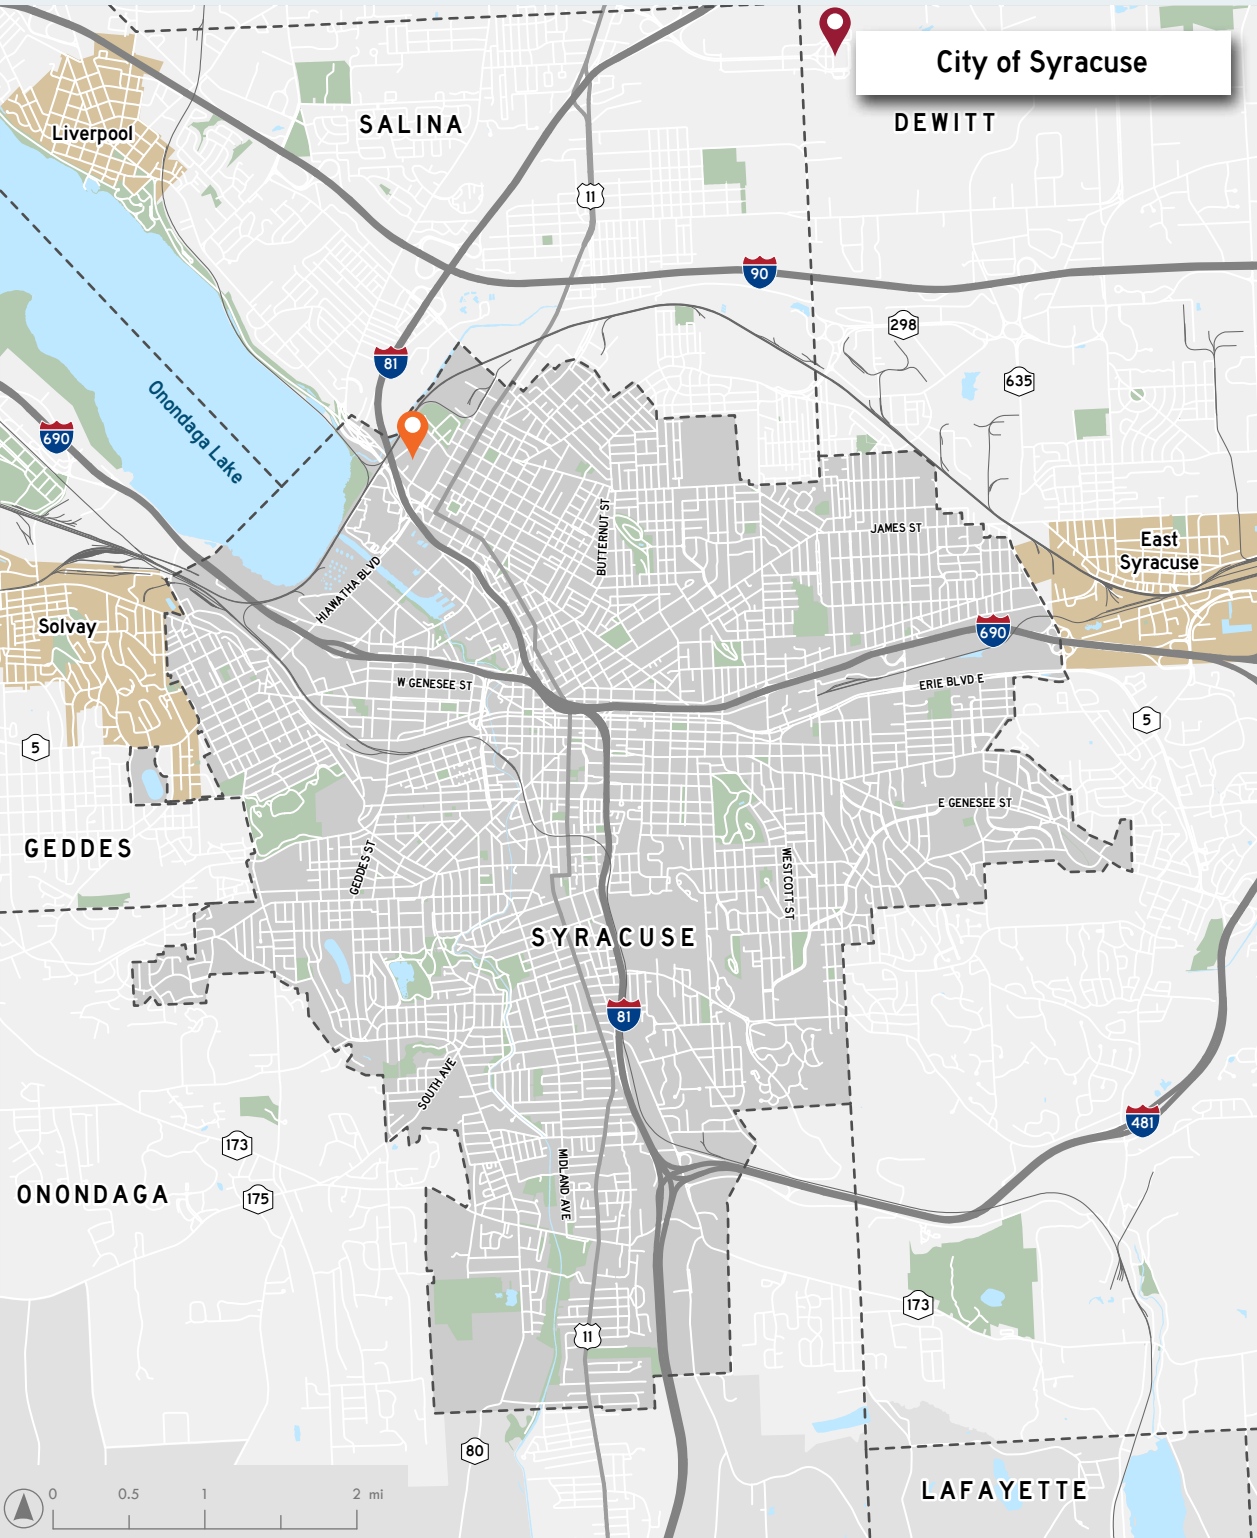 City of Syracuse
SALINA
DEWITT
Liverpool
11
90
298
81
635
Onondaga Lake
690
BUTTERNUT ST
JAMES ST
East
Syracuse
HIAWATHA BLVD
Solvay
690
W GENESEE ST
ERIE BLVD E
5
5
E GENESEE ST
GEDDES
GEDDES ST
WESTCOTT ST
SYRACUSE
81
SOUTH AVE
481
173
MIDLAND AVE
ONONDAGA
175
173
11
80
LAFAYETTE
0 0.5 1 2 mi